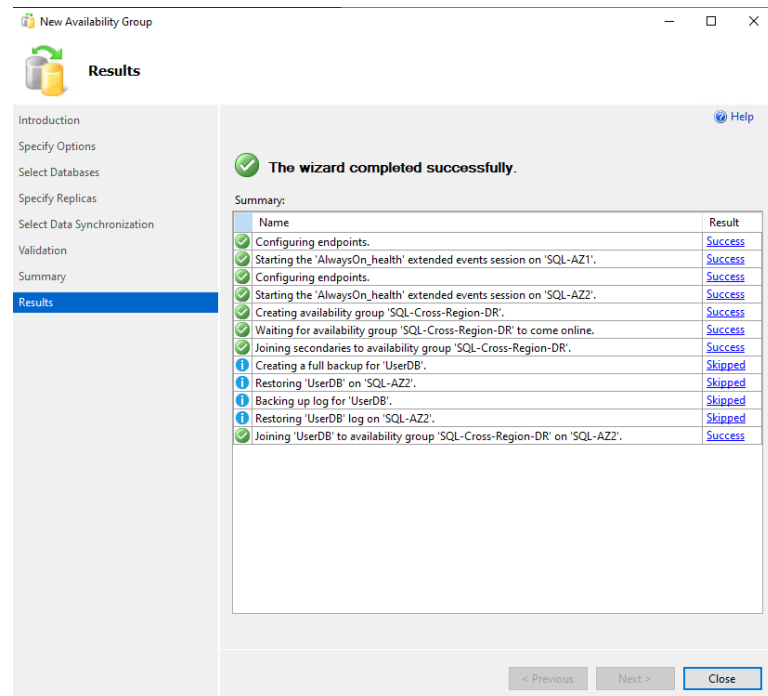 New Availability Group
Results
Help
Introduction
Specify Options
Select Databases
Specify Replicas
Select Data Synchronization
Validation
Summary
Results
The wizard completed successfully.
Summary:
Name Result
Configuring endpoints. Success
Starting the 'AlwaysOn_health' extended events session on 'SQL-AZ1'. Success
Configuring endpoints. Success
Starting the 'AlwaysOn_health' extended events session on 'SQL-AZ2'. Success
Creating availability group 'SQL-Cross-Region-DR'. Success
Waiting for availability group 'SQL-Cross-Region-DR' to come online. Success
Joining secondaries to availability group 'SQL-Cross-Region-DR'. Success
Creating a full backup for 'UserDB'. Skipped
Restoring 'UserDB' on 'SQL-AZ2'. Skipped
Backing up log for 'UserDB'. Skipped
Restoring 'UserDB' log on 'SQL-AZ2'. Skipped
Joining 'UserDB' to availability group 'SQL-Cross-Region-DR' on 'SQL-AZ2'. Success
< Previous Next > Close